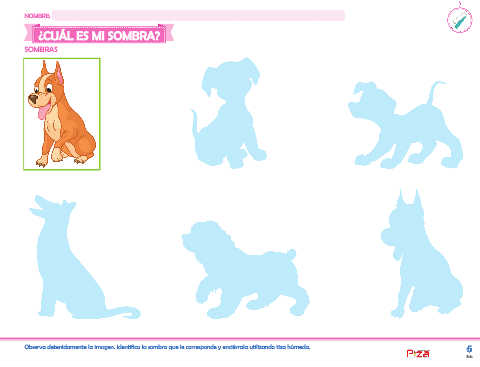 NOMBRE:
¿CUÁL ES MI SOMBRA?
SOMBRAS
Observa detenidamente la imagen. Identifica la sombra que le corresponde y enciérrala utilizando tiza húmeda.
6